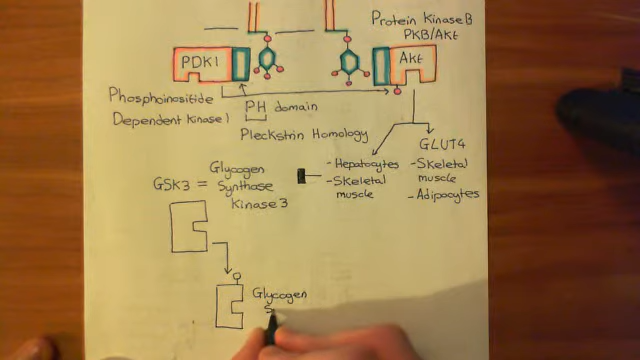 Protein Kinase B
PKB/Akt
PDK1
Akt
Phosphoinositide
Dependent Kinase 1
PH domain
Pleckstrin Homology
GLUT4
- Hepatocytes
- Skeletal
muscle
- Skeletal
muscle
- Adipocytes
GSK3 = Glycogen
Synthase
Kinase 3
Glycogen
S